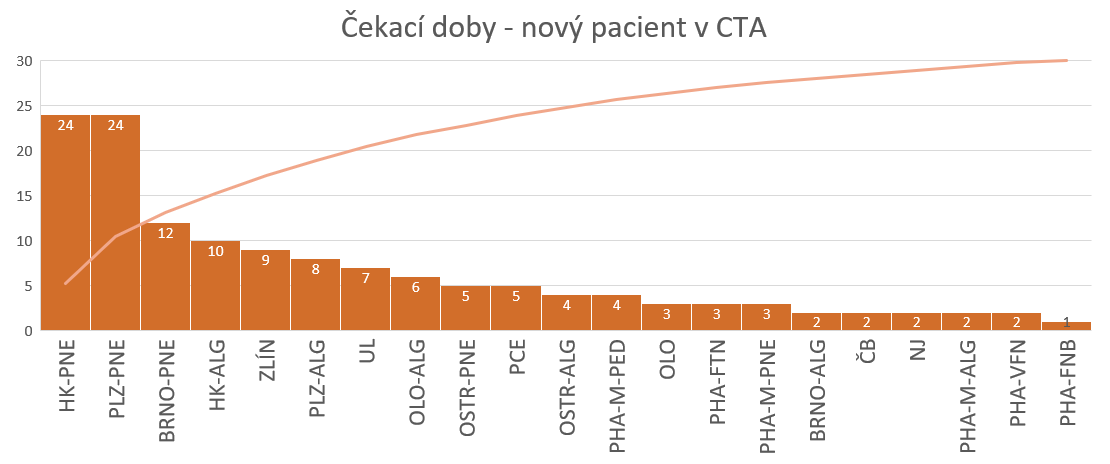 Čekací doby - nový pacient v CTA
30
25
20
15
10
5
0
24
24
12
10
9
8
7
6
5
5
4
4
3
3
3
2
2
2
2
2
1
HK-PNE
PLZ-PNE
BRNO-PNE
HK-ALG
ZLÍN
PLZ-ALG
UL
OLO-ALG
OSTR-PNE
PCE
OSTR-ALG
PHA-M-PED
OLO
PHA-FTN
PHA-M-PNE
BRNO-ALG
ČB
NJ
PHA-M-ALG
PHA-VFN
PHA-FNB